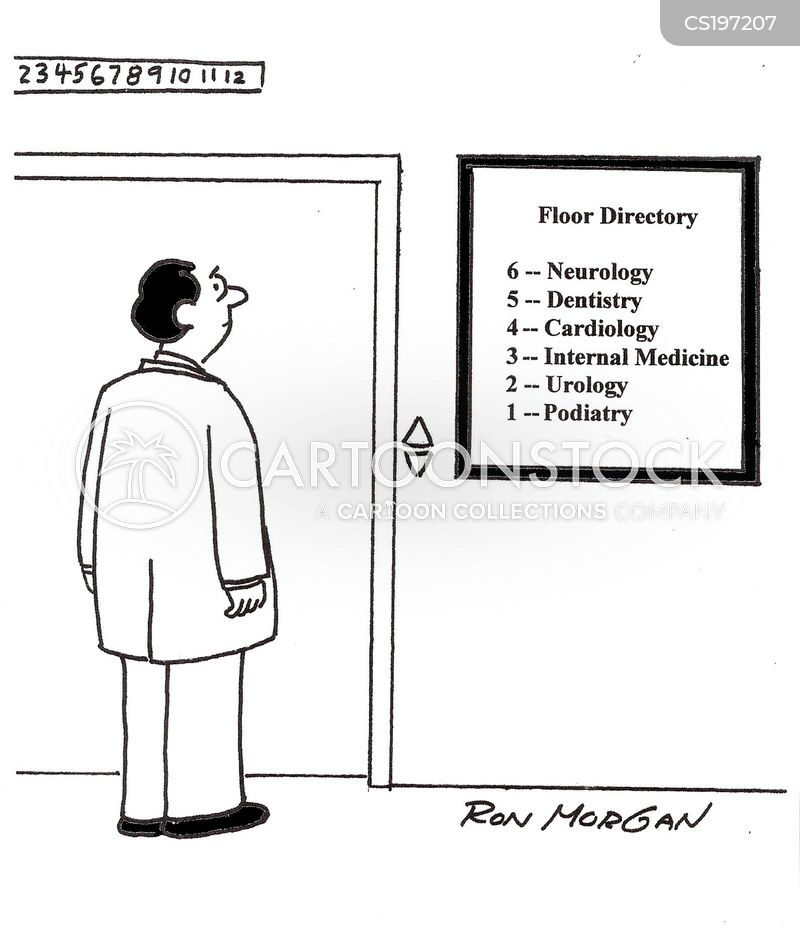 CS197207
2 3 4 5 6 7 8 9 10 11 12
Floor Directory
6 -- Neurology
5 -- Dentistry
4 -- Cardiology
3 -- Internal Medicine
2 -- Urology
1 -- Podiatry
CARTOONSTOCK
A CARTOON COLLECTIONS COMPANY
RON MORGAN